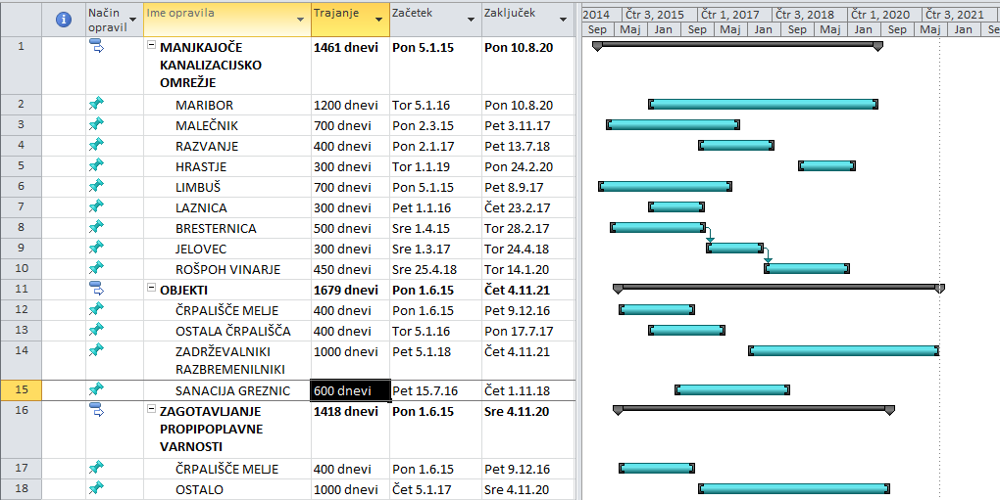 Način opravil Ime opravila Trajanje Začetek Zaključek
2014 Čtr 3, 2015 Čtr 1, 2017 Čtr 3, 2018 Čtr 1, 2020 Čtr 3, 2021
Sep Maj Jan Sep Maj Jan Sep Maj Jan Sep Maj Jan Se
1 MANJKAJOČE KANALIZACIJSKO OMREŽJE 1461 dnevi Pon 5.1.15 Pon 10.8.20
2 MARIBOR 1200 dnevi Tor 5.1.16 Pon 10.8.20
3 MALEČNIK 700 dnevi Pon 2.3.15 Pet 3.11.17
4 RAZVANJE 400 dnevi Pon 2.1.17 Pet 13.7.18
5 HRASTJE 300 dnevi Tor 1.1.19 Pon 24.2.20
6 LIMBUŠ 700 dnevi Pon 5.1.15 Pet 8.9.17
7 LAZNICA 300 dnevi Pet 1.1.16 Čet 23.2.17
8 BRESTERNICA 500 dnevi Sre 1.4.15 Tor 28.2.17
9 JELOVEC 300 dnevi Sre 1.3.17 Tor 24.4.18
10 ROŠPOH VINARJE 450 dnevi Sre 25.4.18 Tor 14.1.20
11 OBJEKTI 1679 dnevi Pon 1.6.15 Čet 4.11.21
12 ČRPALIŠČE MELJE 400 dnevi Pon 1.6.15 Pet 9.12.16
13 OSTALA ČRPALIŠČA 400 dnevi Tor 5.1.16 Pon 17.7.17
14 ZADRŽEVALNIKI RAZBREMENILNIKI 1000 dnevi Pet 5.1.18 Čet 4.11.21
15 SANACIJA GREZNIC 600 dnevi Pet 15.7.16 Čet 1.11.18
16 ZAGOTAVLJANJE PROPIPOPLAVNE VARNOSTI 1418 dnevi Pon 1.6.15 Sre 4.11.20
17 ČRPALIŠČE MELJE 400 dnevi Pon 1.6.15 Pet 9.12.16
18 OSTALO 1000 dnevi Čet 5.1.17 Sre 4.11.20